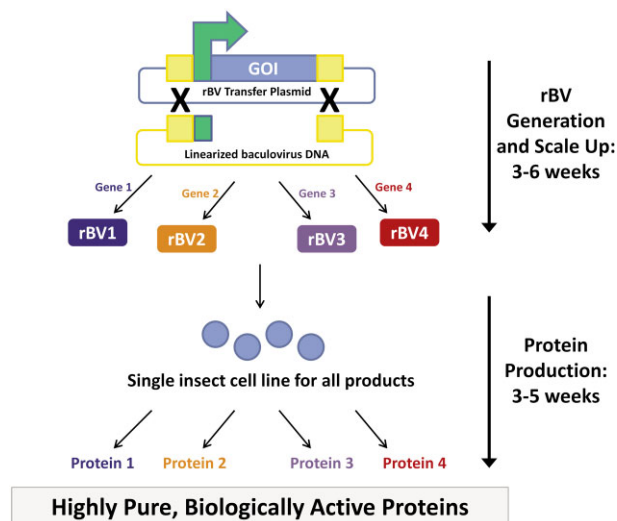 GOI
rBV Transfer Plasmid
X X
Linearized baculovirus DNA
rBV
Generation
and Scale Up:
3-6 weeks
Gene 1 Gene 2 Gene 3 Gene 4
rBV1 rBV2 rBV3 rBV4
Single insect cell line for all products
Protein
Production:
3-5 weeks
Protein 1 Protein 2 Protein 3 Protein 4
Highly Pure, Biologically Active Proteins